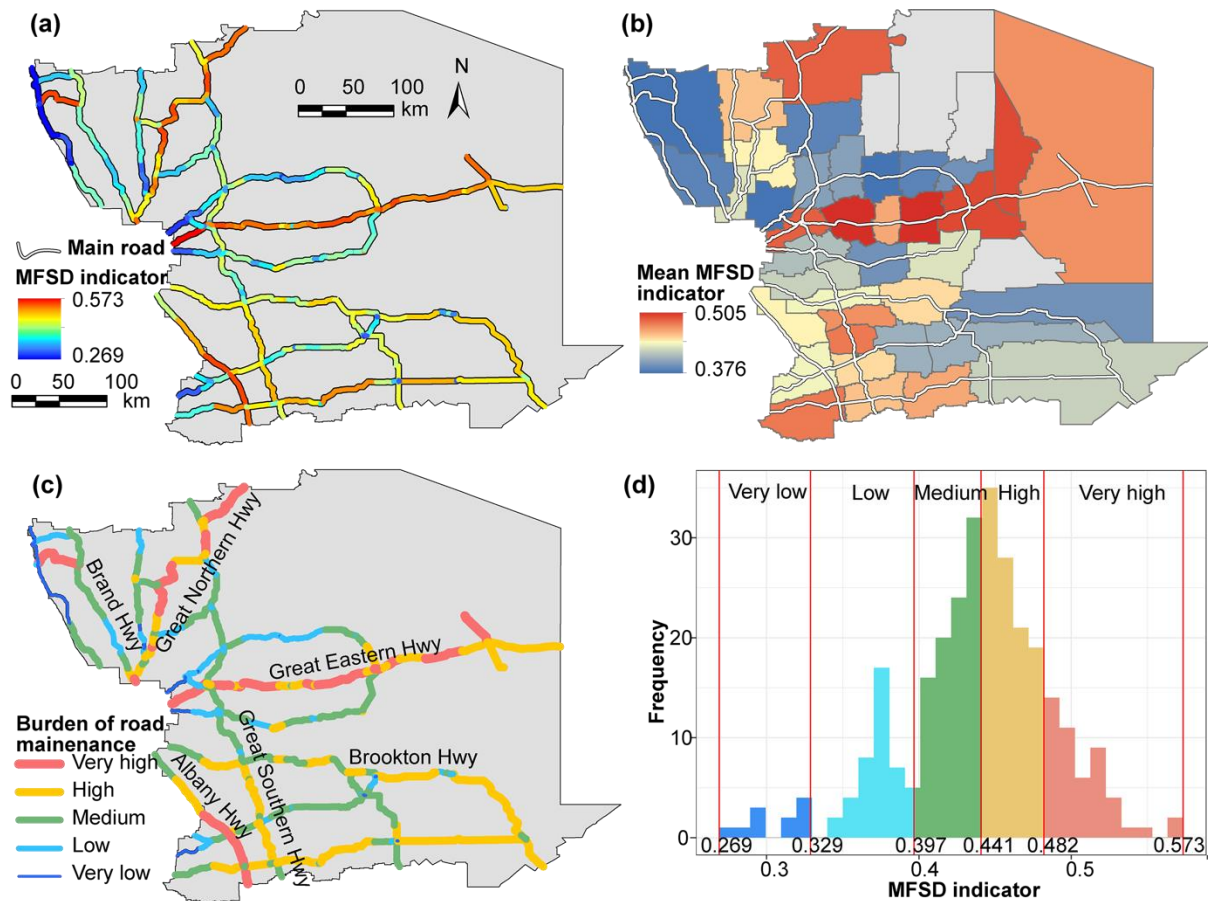 (a)
N
0 50 100
km
Main road
MFSD indicator
0.573
0.269
0 50 100
km
(b)
Mean MFSD
indicator
0.505
0.376
(c)
Brand Hwy
Great Northern Hwy
Great Eastern Hwy
Great Southern Hwy
Brookton Hwy
Albany Hwy
Burden of road
mainenance
Very high
High
Medium
Low
Very low
(d)
Very low Low Medium High Very high
Frequency
30
20
10
0
0.269 0.329 0.397 0.441 0.482 0.573
0.3 0.4 0.5
MFSD indicator